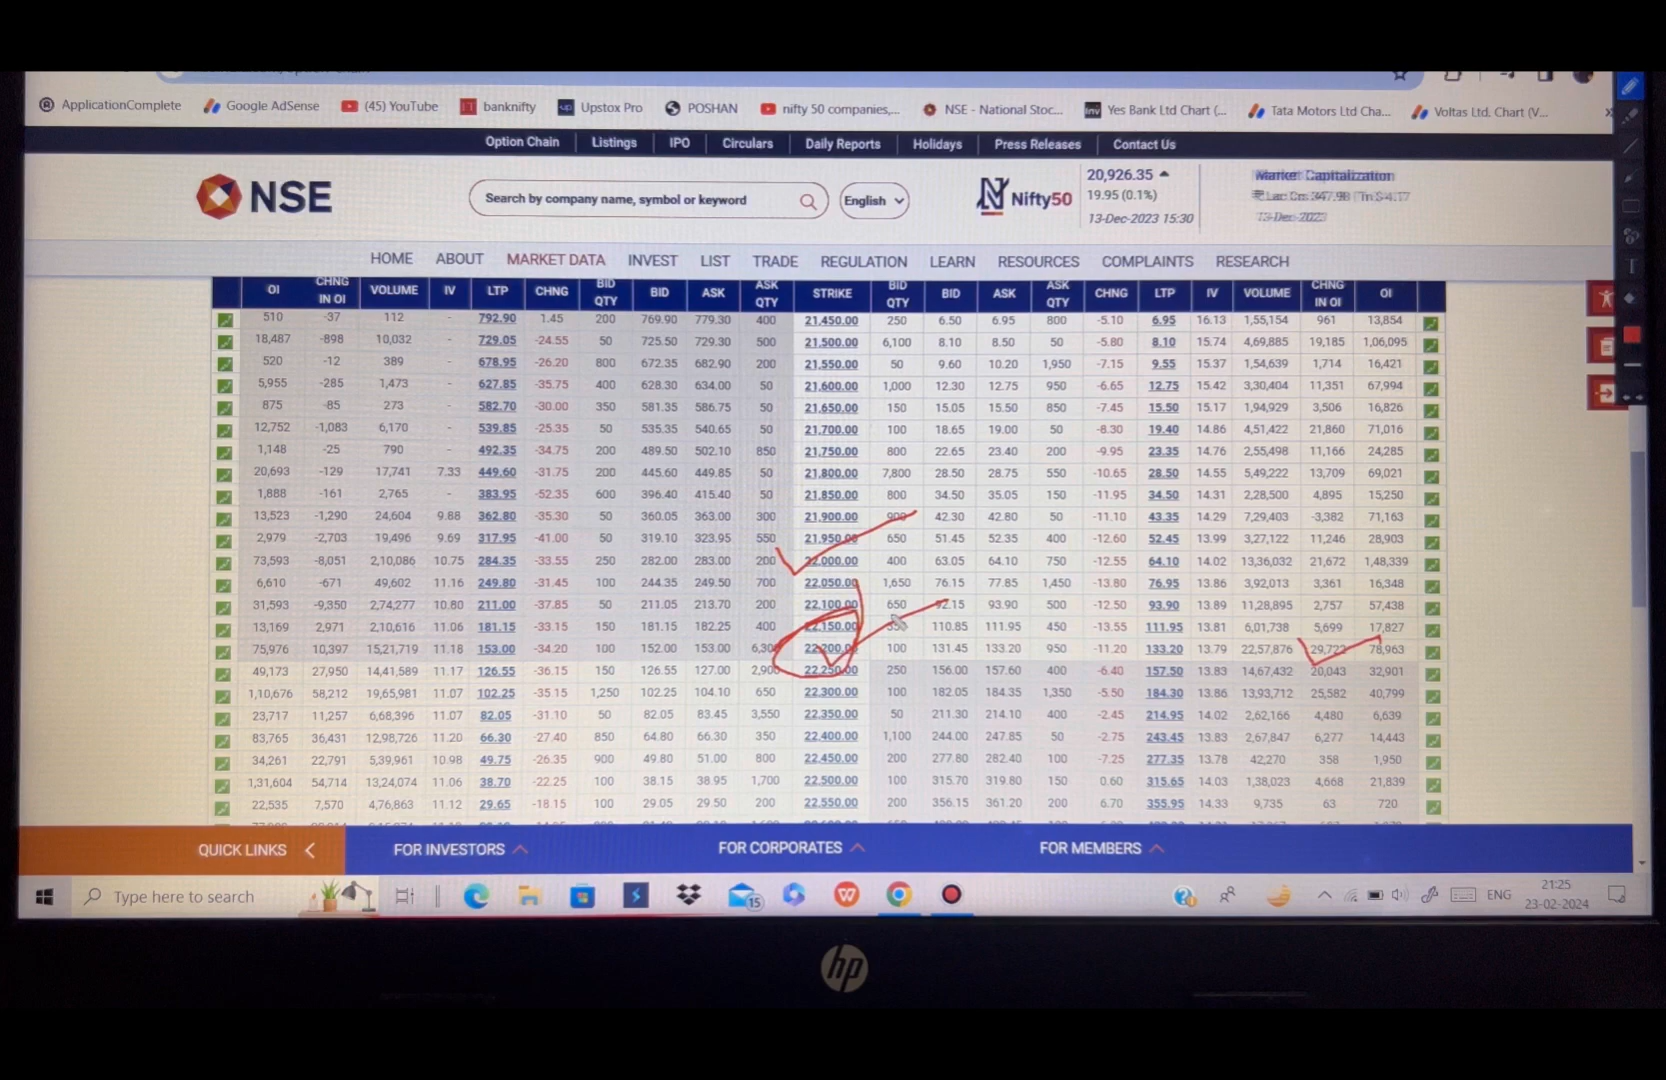 ApplicationComplete Google AdSense (45) YouTube banknifty Upstox Pro POSHAN nifty 50 companies,... NSE - National Stoc... Yes Bank Ltd Chart (... Tata Motors Ltd Cha... Voltas Ltd. Chart (V...
Option Chain Listings IPO Circulars Daily Reports Holidays Press Releases Contact Us
NSE
Search by company name, symbol or keyword
English
Nifty50
20,926.35
19.95 (0.1%)
13-Dec-2023 15:30
Market Capitalization
13-Dec-2023
HOME ABOUT MARKET DATA INVEST LIST TRADE REGULATION LEARN RESOURCES COMPLAINTS RESEARCH
OI CHNG IN OI VOLUME IV LTP CHNG BID QTY BID ASK ASK QTY STRIKE BID QTY BID ASK ASK QTY CHNG LTP IV VOLUME CHNG IN OI OI
510 -37 112 - 792.90 1.45 200 769.90 779.30 400 21,450.00 250 6.50 6.95 800 -5.10 6.95 16.13 1,55,154 961 13,854
18,487 -898 10,032 - 729.05 -24.55 50 725.50 729.30 500 21,500.00 6,100 8.10 8.50 50 -5.80 8.10 15.74 4,69,885 19,185 1,06,095
520 -12 389 - 678.95 -26.20 800 672.35 682.90 200 21,550.00 50 9.60 10.20 1,950 -7.15 9.55 15.37 1,54,639 1,714 16,421
5,955 -285 1,473 - 627.85 -35.75 400 628.30 634.00 50 21,600.00 1,000 12.30 12.75 950 -6.65 12.75 15.42 3,30,404 11,351 67,994
875 -85 273 - 582.70 -30.00 350 581.35 586.75 50 21,650.00 150 15.05 15.50 850 -7.45 15.50 15.17 1,94,929 3,506 16,826
12,752 -1,083 6,170 - 539.85 -25.35 50 535.35 540.65 50 21,700.00 100 18.65 19.00 50 -8.30 19.40 14.86 4,51,422 21,860 71,016
1,148 -25 790 - 492.35 -34.75 200 489.50 502.10 850 21,750.00 800 22.65 23.40 200 -9.95 23.35 14.76 2,55,498 11,166 24,285
20,693 -129 17,741 7.33 449.60 -31.75 200 445.60 449.85 50 21,800.00 7,800 28.50 28.75 550 -10.65 28.50 14.55 5,49,222 13,709 69,021
1,888 -161 2,765 - 383.95 -52.35 600 396.40 415.40 50 21,850.00 800 34.50 35.05 150 -11.95 34.50 14.31 2,28,500 4,895 15,250
13,523 -1,290 24,604 9.88 362.80 -35.30 50 360.05 363.00 300 21,900.00 900 42.30 42.80 50 -11.10 43.35 14.29 7,29,403 -3,382 71,163
2,979 -2,703 19,496 9.69 317.95 -41.00 50 319.10 323.95 550 21,950.00 650 51.45 52.35 400 -12.60 52.45 13.99 3,27,122 11,246 28,903
73,593 -8,051 2,10,086 10.75 284.35 -33.55 250 282.00 283.00 200 22,000.00 400 63.05 64.10 750 -12.55 64.10 14.02 13,36,032 21,672 1,48,339
6,610 -671 49,602 11.16 249.80 -31.45 100 244.35 249.50 700 22,050.00 1,650 76.15 77.85 1,450 -13.80 76.95 13.86 3,92,013 3,361 16,348
31,593 -9,350 2,74,277 10.80 211.00 -37.85 50 211.05 213.70 200 22,100.00 650 92.15 93.90 500 -12.50 93.90 13.89 11,28,895 2,757 57,438
13,169 2,971 2,10,616 11.06 181.15 -33.15 150 181.15 182.25 400 22,150.00 350 110.85 111.95 450 -13.55 111.95 13.81 6,01,738 5,699 17,827
75,976 10,397 15,21,719 11.18 153.00 -34.20 100 152.00 153.00 6,300 22,200.00 100 131.45 133.20 950 -11.20 133.20 13.79 22,57,876 29,722 78,963
49,173 27,950 14,41,589 11.17 126.55 -36.15 150 126.55 127.00 2,900 22,250.00 250 156.00 157.60 400 -6.40 157.50 13.83 14,67,432 20,043 32,901
1,10,676 58,212 19,65,981 11.07 102.25 -35.15 1,250 102.25 104.10 650 22,300.00 100 182.05 184.35 1,350 -5.50 184.30 13.86 13,93,712 25,582 40,799
23,717 11,257 6,68,396 11.07 82.05 -31.10 50 82.05 83.45 3,550 22,350.00 50 211.30 214.10 400 -2.45 214.95 14.02 2,62,166 4,480 6,639
83,765 36,431 12,98,726 11.20 66.30 -27.40 850 64.80 66.30 350 22,400.00 1,100 244.00 247.85 50 -2.75 243.45 13.83 2,67,847 6,277 14,443
34,261 22,791 5,39,961 10.98 49.75 -26.35 900 49.80 51.00 800 22,450.00 200 277.80 282.40 100 -7.25 277.35 13.78 42,270 358 1,950
1,31,604 54,714 13,24,074 11.06 38.70 -22.25 100 38.15 38.95 1,700 22,500.00 100 315.70 319.80 150 0.60 315.65 14.03 1,38,023 4,668 21,839
22,535 7,570 4,76,863 11.12 29.65 -18.15 100 29.05 29.50 200 22,550.00 200 356.15 361.20 200 6.70 355.95 14.33 9,735 63 720
QUICK LINKS FOR INVESTORS FOR CORPORATES FOR MEMBERS
Type here to search
15
ENG
21:25
23-02-2024
hp